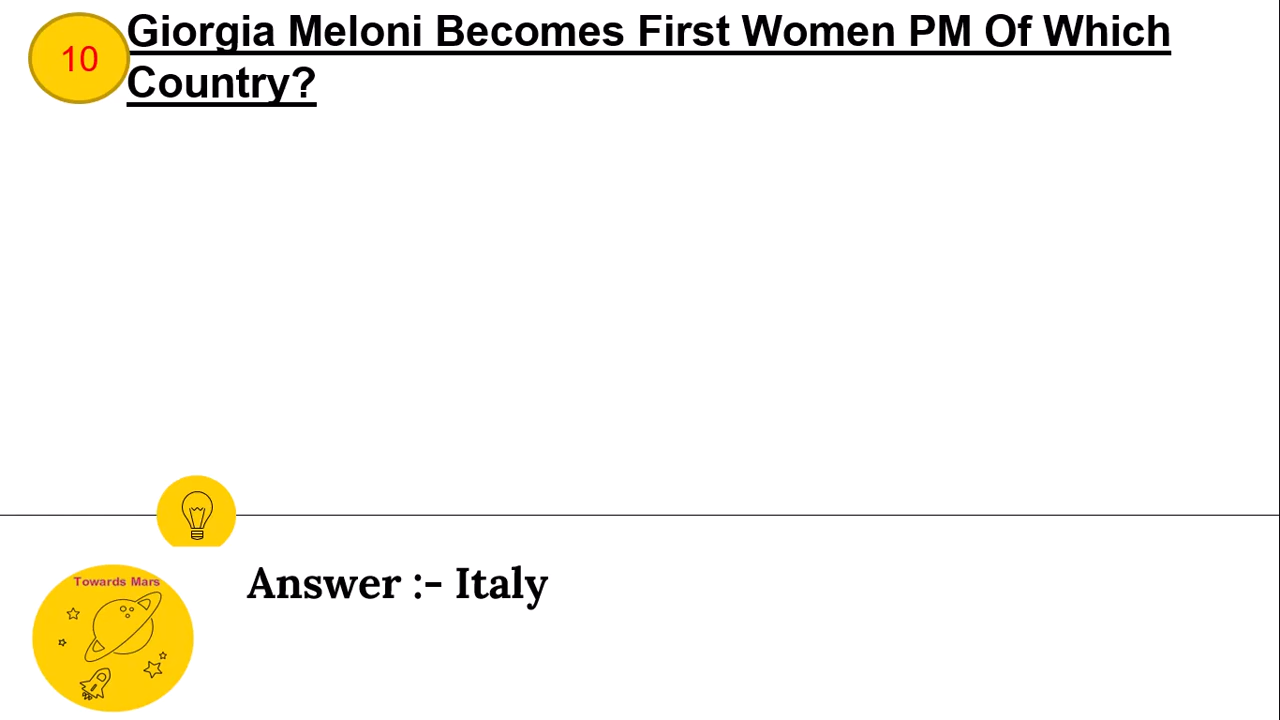 10
Giorgia Meloni Becomes First Women PM Of Which
Country?
Towards Mars
Answer :- Italy